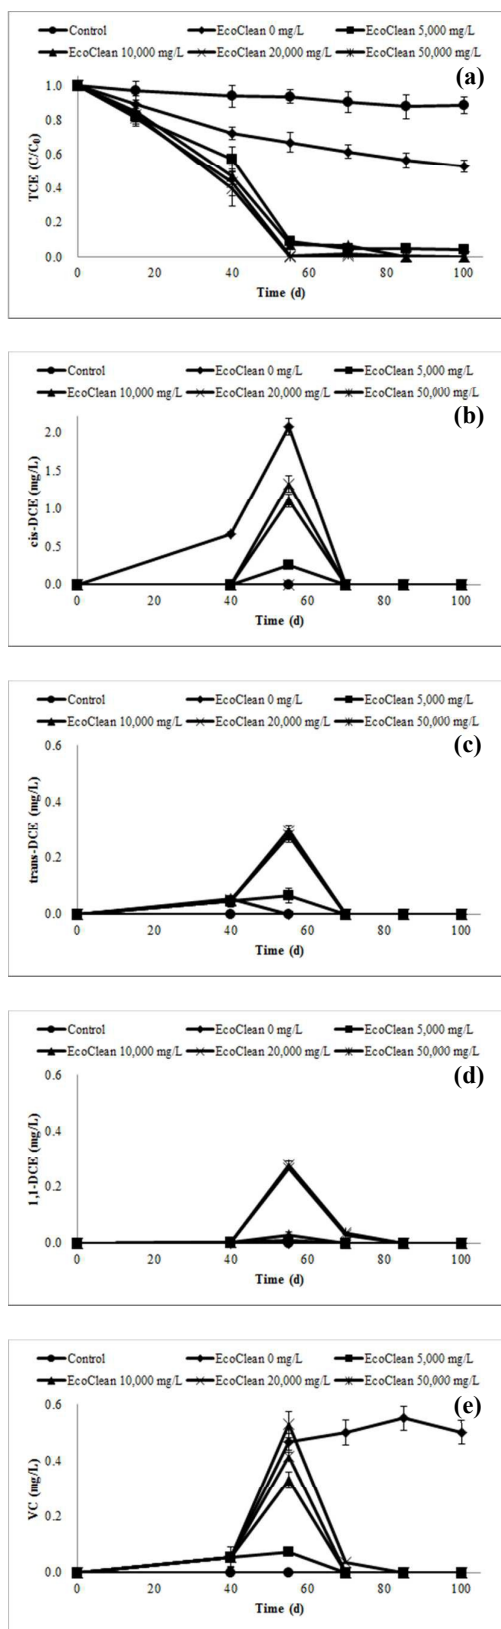 Control EcoClean 0 mg/L EcoClean 5,000 mg/L
EcoClean 10,000 mg/L EcoClean 20,000 mg/L EcoClean 50,000 mg/L
(a)
1.0
0.8
0.6
0.4
0.2
0.0
TCE (C/C0)
0 20 40 60 80 100
Time (d)
Control EcoClean 0 mg/L EcoClean 5,000 mg/L
EcoClean 10,000 mg/L EcoClean 20,000 mg/L EcoClean 50,000 mg/L
(b)
2.0
1.5
1.0
0.5
0.0
cis-DCE (mg/L)
0 20 40 60 80 100
Time (d)
Control EcoClean 0 mg/L EcoClean 5,000 mg/L
EcoClean 10,000 mg/L EcoClean 20,000 mg/L EcoClean 50,000 mg/L
(c)
0.6
0.4
0.2
0.0
trans-DCE (mg/L)
0 20 40 60 80 100
Time (d)
Control EcoClean 0 mg/L EcoClean 5,000 mg/L
EcoClean 10,000 mg/L EcoClean 20,000 mg/L EcoClean 50,000 mg/L
(d)
0.6
0.4
0.2
0.0
1,1-DCE (mg/L)
0 20 40 60 80 100
Time (d)
Control EcoClean 0 mg/L EcoClean 5,000 mg/L
EcoClean 10,000 mg/L EcoClean 20,000 mg/L EcoClean 50,000 mg/L
(e)
0.6
0.4
0.2
0.0
VC (mg/L)
0 20 40 60 80 100
Time (d)